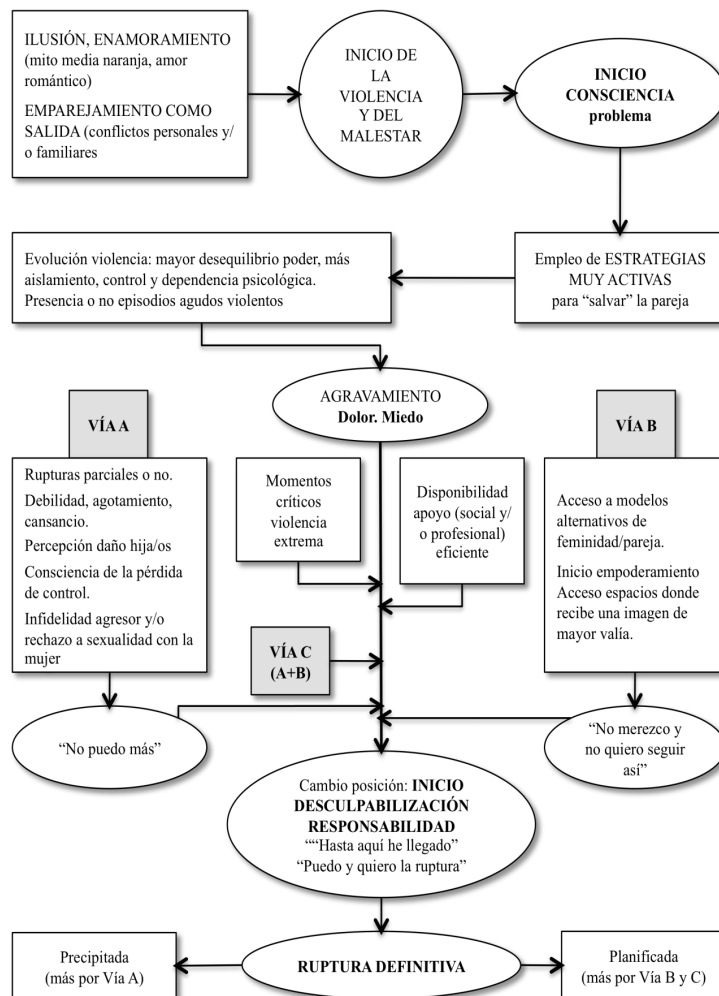 ILUSIÓN, ENAMORAMIENTO
(mito media naranja, amor
romántico)
EMPAREJAMIENTO COMO
SALIDA (conflictos personales y/
o familiares
INICIO DE
LA
VIOLENCIA
Y DEL
MALESTAR
INICIO
CONSCIENCIA
problema
Evolución violencia: mayor desequilibrio poder, más
aislamiento, control y dependencia psicológica.
Presencia o no episodios agudos violentos
Empleo de ESTRATEGIAS
MUY ACTIVAS
para “salvar” la pareja
AGRAVAMIENTO
Dolor. Miedo
VÍA A
Rupturas parciales o no.
Debilidad, agotamiento,
cansancio.
Percepción daño hija/os
Consciencia de la pérdida
de control.
Infidelidad agresor y/o
rechazo a sexualidad con la
mujer
Momentos
críticos
violencia
extrema
Disponibilidad
apoyo (social y/
o profesional)
eficiente
VÍA B
Acceso a modelos
alternativos de
feminidad/pareja.
Inicio empoderamiento
Acceso espacios donde
recibe una imagen de
mayor valía.
VÍA C
(A+B)
“No puedo más”
“No merezco y
no quiero seguir
así”
Cambio posición: INICIO
DESCULPABILIZACIÓN
RESPONSABILIDAD
““Hasta aquí he llegado”
“Puedo y quiero la ruptura”
Precipitada
(más por Vía A)
RUPTURA DEFINITIVA
Planificada
(más por Vía B y C)